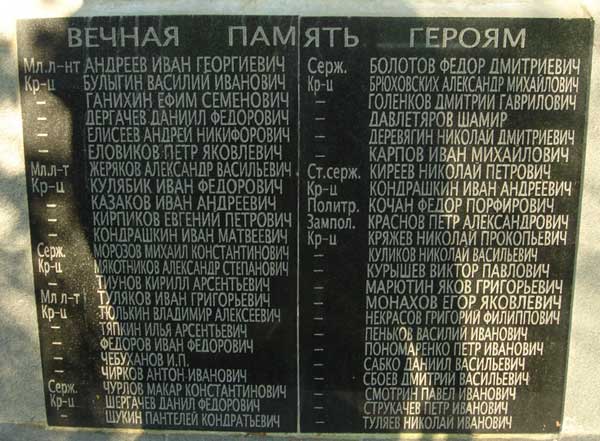 ВЕЧНАЯ ПАМЯТЬ ГЕРОЯМ
Мл.л-нт АНДРЕЕВ ИВАН ГЕОРГИЕВИЧ
Кр-ц БУЛЫГИН ВАСИЛИЙ ИВАНОВИЧ
— ГАНИХИН ЕФИМ СЕМЕНОВИЧ
— ДЕРГАЧЕВ ДАНИИЛ ФЕДОРОВИЧ
— ЕЛИСЕЕВ АНДРЕЙ НИКИФОРОВИЧ
— ЕЛОВИКОВ ПЕТР ЯКОВЛЕВИЧ
Мл.л-т ЖЕРЯКОВ АЛЕКСАНДР ВАСИЛЬЕВИЧ
Кр-ц КУЛЯБИК ИВАН ФЕДОРОВИЧ
— КАЗАКОВ ИВАН АНДРЕЕВИЧ
— КИРПИКОВ ЕВГЕНИЙ ПЕТРОВИЧ
— КОНДРАШКИН ИВАН МАТВЕЕВИЧ
Серж. МОРОЗОВ МИХАИЛ КОНСТАНТИНОВИЧ
Кр-ц МЯКОТНИКОВ АЛЕКСАНДР СТЕПАНОВИЧ
— ТИУНОВ КИРИЛЛ АРСЕНТЬЕВИЧ
Мл л-т ТУЛЯКОВ ИВАН ГРИГОРЬЕВИЧ
Кр-ц ТЮЛЬКИН ВЛАДИМИР АЛЕКСЕЕВИЧ
— ТЯПКИН ИЛЬЯ АРСЕНТЬЕВИЧ
— ФЕДОРОВ ИВАН ФЕДОРОВИЧ
— ЧЕБУХАНОВ И.П.
— ЧИРКОВ АНТОН ИВАНОВИЧ
Серж. ЧУРЛОВ МАКАР КОНСТАНТИНОВИЧ
Кр-ц ЩЕРГАЧЕВ ДАНИЛ ФЕДОРОВИЧ
— ЩУКИН ПАНТЕЛЕЙ КОНДРАТЬЕВИЧ
Серж. БОЛОТОВ ФЕДОР ДМИТРИЕВИЧ
Кр-ц БРЮХОВСКИХ АЛЕКСАНДР МИХАЙЛОВИЧ
— ГОЛЕНКОВ ДМИТРИЙ ГАВРИЛОВИЧ
— ДАВЛЕТЯРОВ ШАМИР
— ДЕРЕВЯГИН НИКОЛАЙ ДМИТРИЕВИЧ
— КАРПОВ ИВАН МИХАЙЛОВИЧ
Ст.серж. КИРЕЕВ НИКОЛАЙ ПЕТРОВИЧ
Кр-ц КОНДРАШКИН ИВАН АНДРЕЕВИЧ
Политр. КОЧАН ФЕДОР ПОРФИРОВИЧ
Зампол. КРАСНОВ ПЕТР АЛЕКСАНДРОВИЧ
Кр-ц КРЯЖЕВ НИКОЛАЙ ПРОКОПЬЕВИЧ
— КУЛИКОВ НИКОЛАЙ ВАСИЛЬЕВИЧ
— КУРЫШЕВ ВИКТОР ПАВЛОВИЧ
— МАРЮТИН ЯКОВ ГРИГОРЬЕВИЧ
— МОНАХОВ ЕГОР ЯКОВЛЕВИЧ
— НЕКРАСОВ ГРИГОРИЙ ФИЛИППОВИЧ
— ПЕНЬКОВ ВАСИЛИЙ ИВАНОВИЧ
— ПОНОМАРЕНКО ПЕТР ИВАНОВИЧ
— САБКО ДАНИИЛ ВАСИЛЬЕВИЧ
— СБОЕВ ДМИТРИЙ ВАСИЛЬЕВИЧ
— СМОТРИН ПАВЕЛ ИВАНОВИЧ
— СТРУКАЧЕВ ПЕТР ИВАНОВИЧ
— ТУЛЯЕВ НИКОЛАЙ ИВАНОВИЧ